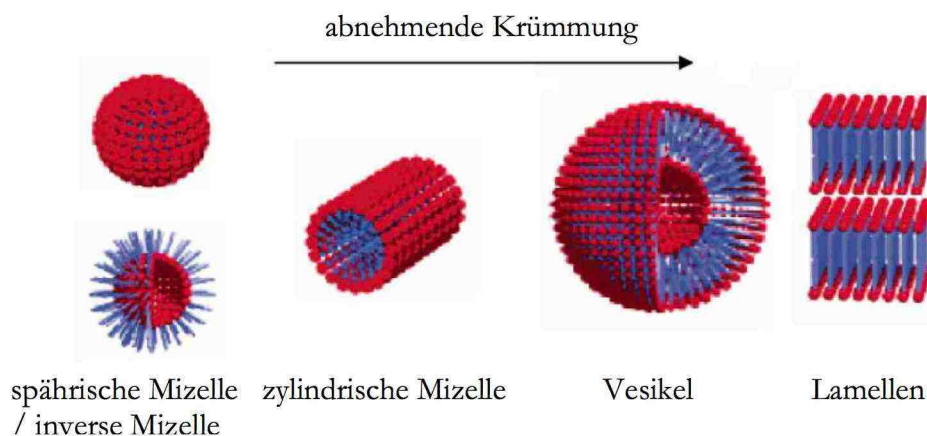 abnehmende Krümmung
spährische Mizelle
/ inverse Mizelle
zylindrische Mizelle
Vesikel
Lamellen